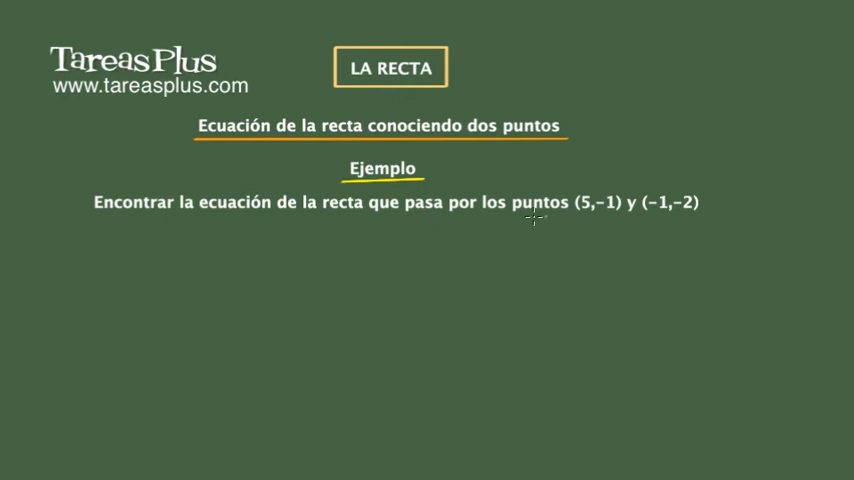 TareasPlus
www.tareasplus.com
LA RECTA
Ecuación de la recta conociendo dos puntos
Ejemplo
Encontrar la ecuación de la recta que pasa por los puntos (5,-1) y (-1,-2)